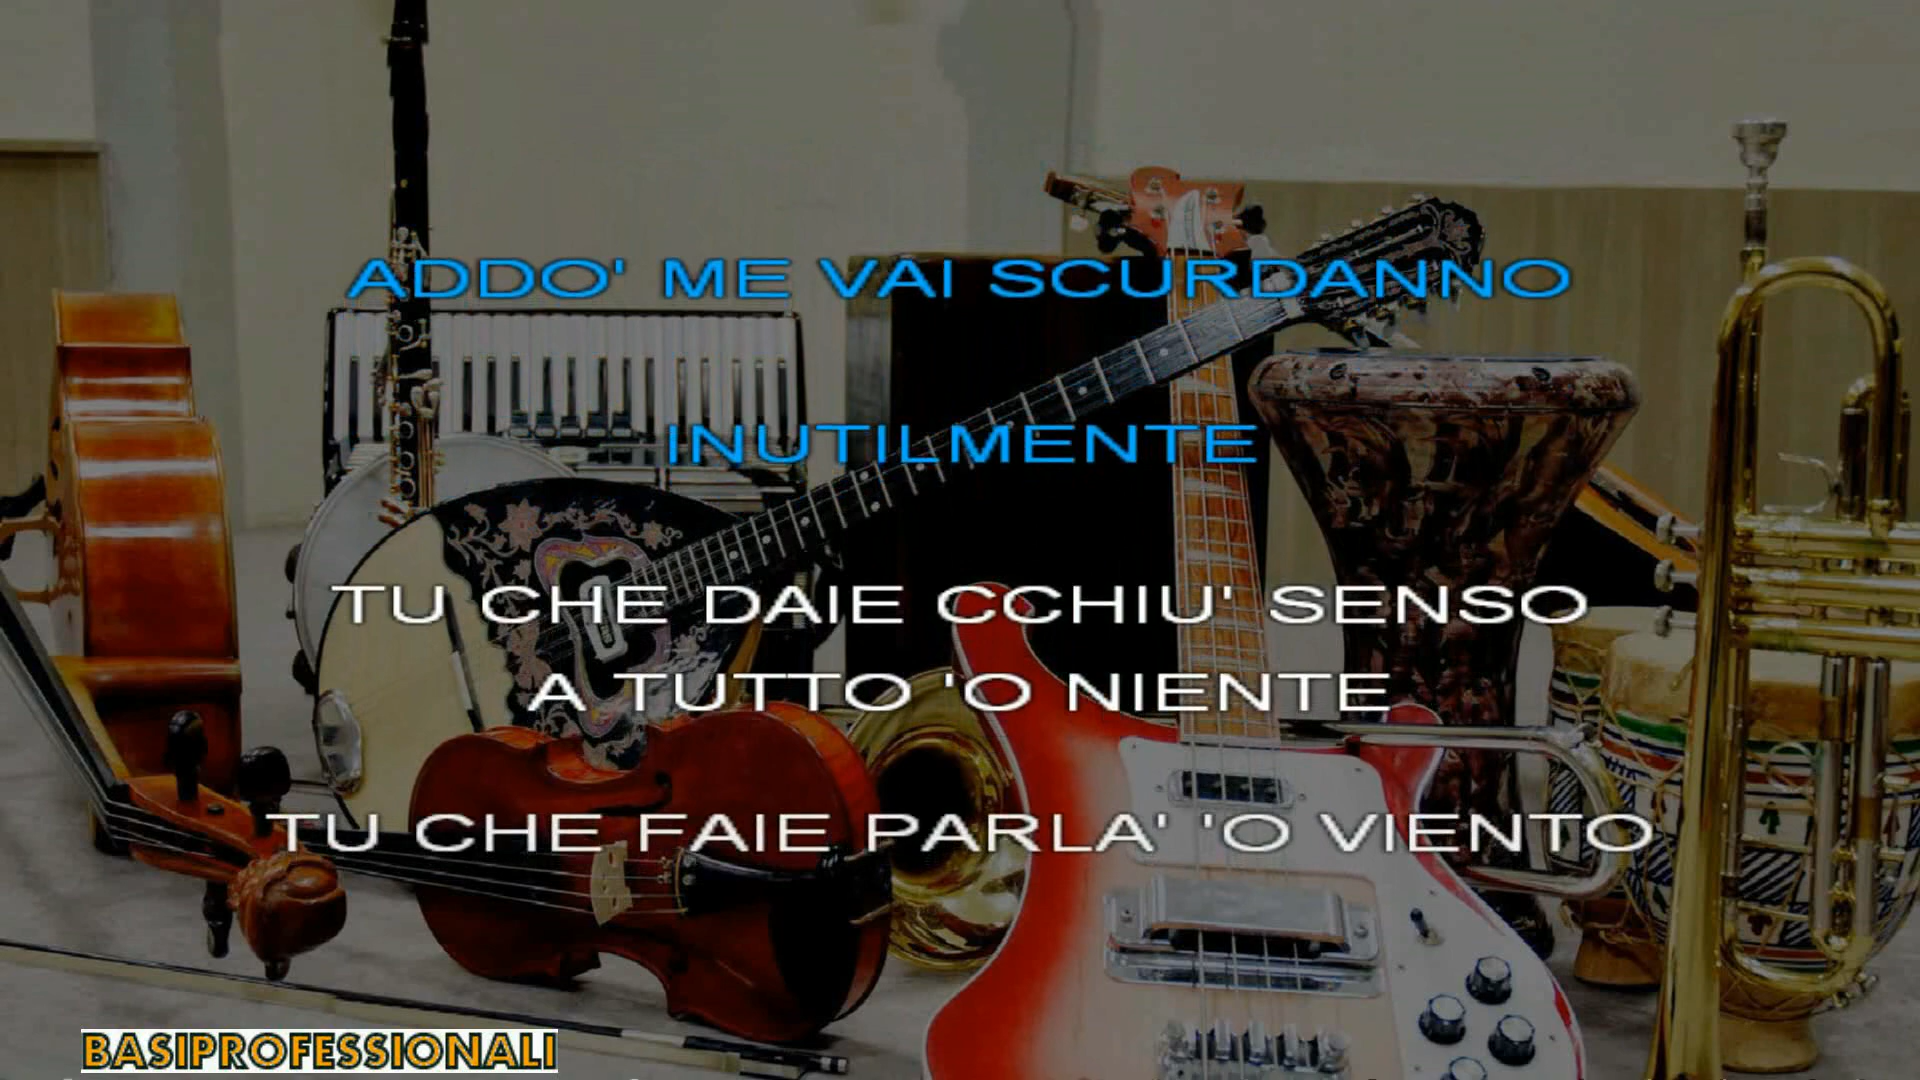 ADDO' ME VAI SCURDANNO
INUTILMENTE
TU CHE DAIE CCHIU' SENSO
A TUTTO 'O NIENTE
TU CHE FAIE PARLA' 'O VIENTO
BASIPROFESSIONALI